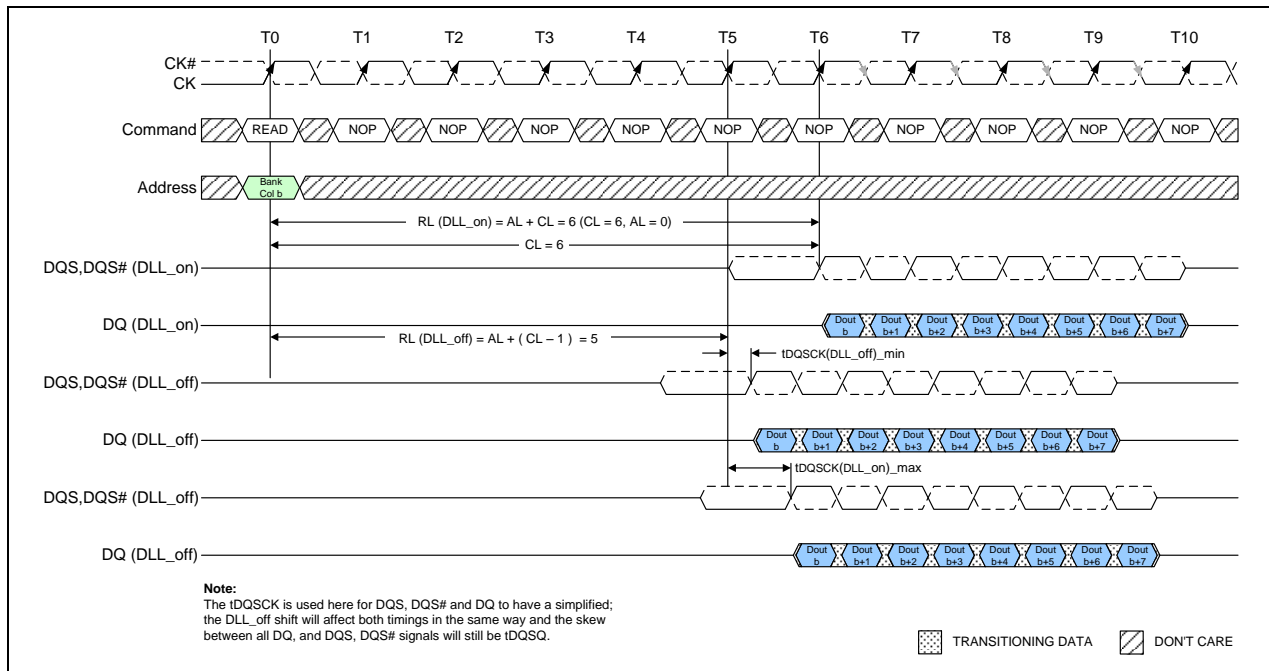 T0 T1 T2 T3 T4 T5 T6 T7 T8 T9 T10
CK#
CK
Command READ NOP NOP NOP NOP NOP NOP NOP NOP NOP NOP
Address Bank
Col b
RL (DLL_on) = AL + CL = 6 (CL = 6, AL = 0)
CL = 6
DQS,DQS# (DLL_on)
DQ (DLL_on) Dout b Dout b+1 Dout b+2 Dout b+3 Dout b+4 Dout b+5 Dout b+6 Dout b+7
RL (DLL_off) = AL + ( CL – 1 ) = 5
tDQSCK(DLL_off)_min
DQS,DQS# (DLL_off)
DQ (DLL_off) Dout b Dout b+1 Dout b+2 Dout b+3 Dout b+4 Dout b+5 Dout b+6 Dout b+7
tDQSCK(DLL_on)_max
DQS,DQS# (DLL_off)
DQ (DLL_off) Dout b Dout b+1 Dout b+2 Dout b+3 Dout b+4 Dout b+5 Dout b+6 Dout b+7
Note:
The tDQSCK is used here for DQS, DQS# and DQ to have a simplified;
the DLL_off shift will affect both timings in the same way and the skew
between all DQ, and DQS, DQS# signals will still be tDQSQ.
TRANSITIONING DATA DON'T CARE